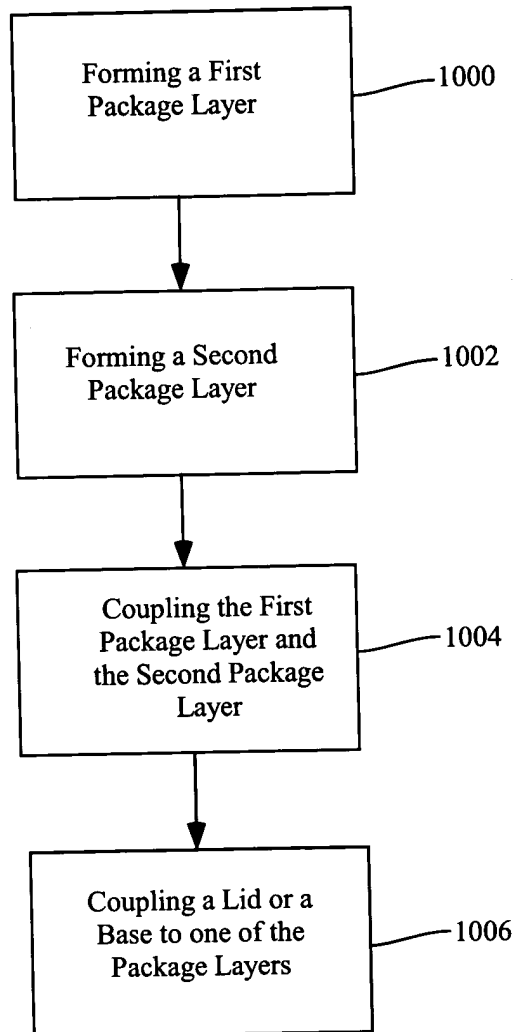 Forming a First
Package Layer
1000
Forming a Second
Package Layer
1002
Coupling the First
Package Layer and
the Second Package
Layer
1004
Coupling a Lid or a
Base to one of the
Package Layers
1006